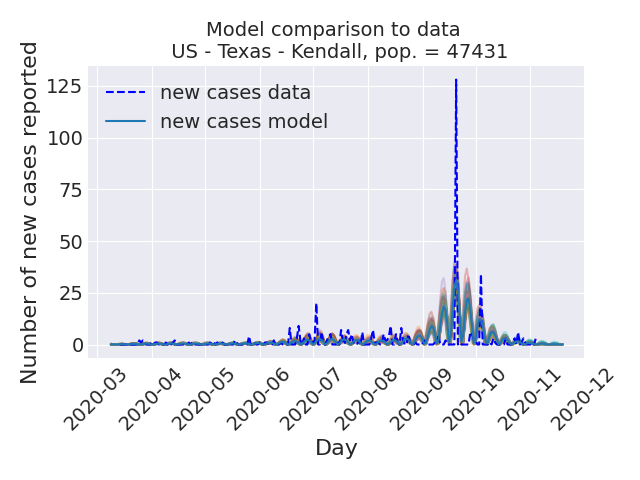 Model comparison to data
US - Texas - Kendall, pop. = 47431
Number of new cases reported
125
100
75
50
25
0
new cases data
new cases model
2020-03
2020-04
2020-05
2020-06
2020-07
2020-08
2020-09
2020-10
2020-11
2020-12
Day